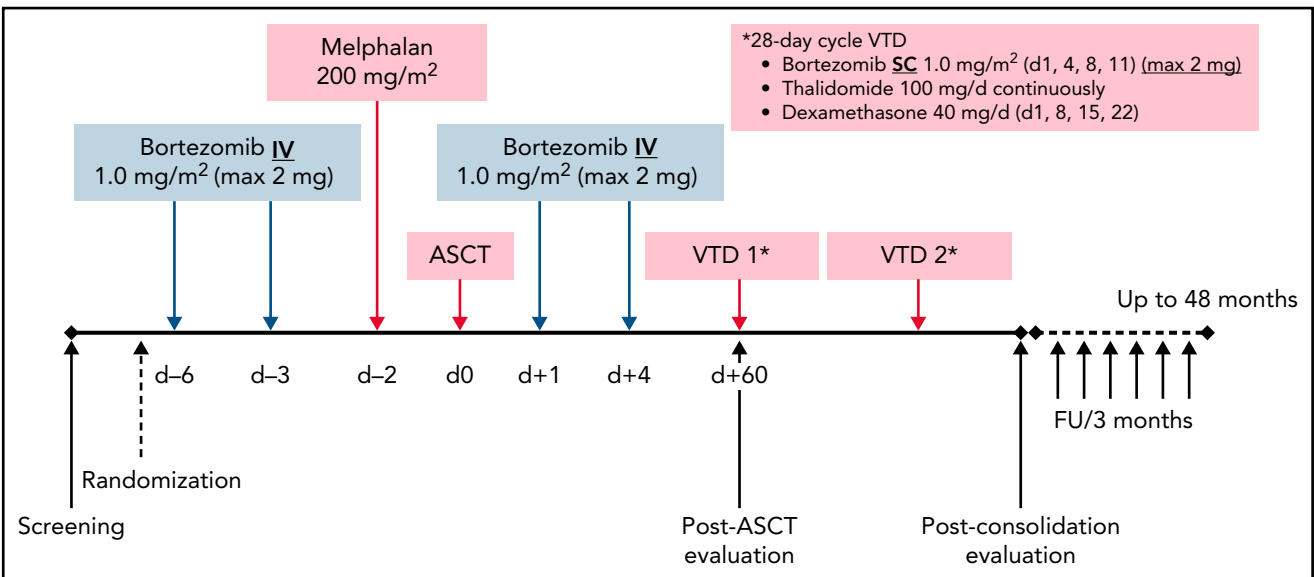 Melphalan
200 mg/m²
*28-day cycle VTD
• Bortezomib SC 1.0 mg/m² (d1, 4, 8, 11) (max 2 mg)
• Thalidomide 100 mg/d continuously
• Dexamethasone 40 mg/d (d1, 8, 15, 22)
Bortezomib IV
1.0 mg/m² (max 2 mg)
Bortezomib IV
1.0 mg/m² (max 2 mg)
ASCT
VTD 1*
VTD 2*
Up to 48 months
d–6
d–3
d–2
d0
d+1
d+4
d+60
FU/3 months
Randomization
Screening
Post-ASCT
evaluation
Post-consolidation
evaluation